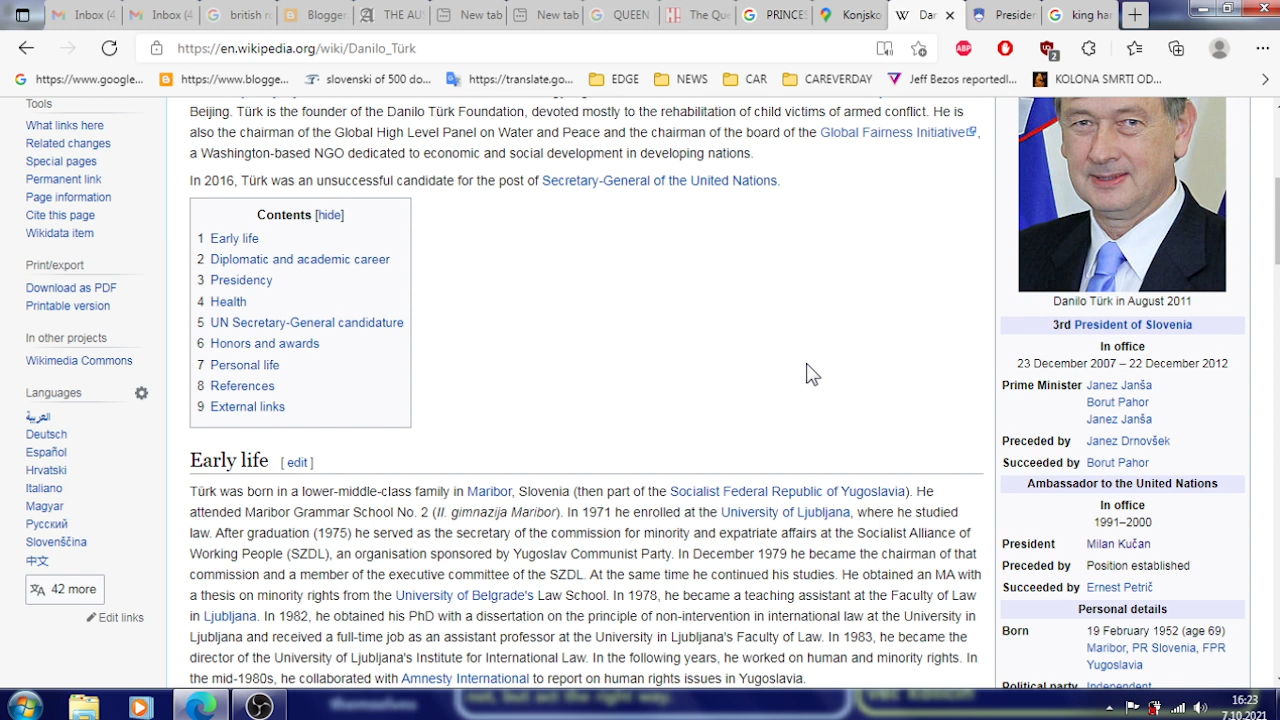 Inbox (4
Inbox (4
british ro
Blogger:
THE AU
New tab
New tab
QUEEN
The Que
PRINCES
Konjsko
Dan
Presiden
king har
https://en.wikipedia.org/wiki/Danilo_Türk
ABP
2
https://www.google...
https://www.blogge...
slovenski of 500 do...
https://translate.go...
EDGE
NEWS
CAR
CAREVERDAY
Jeff Bezos reportedl...
KOLONA SMRTI OD...
Tools
What links here
Related changes
Special pages
Permanent link
Page information
Cite this page
Wikidata item
Print/export
Download as PDF
Printable version
In other projects
Wikimedia Commons
Languages
العربية
Deutsch
Español
Hrvatski
Italiano
Magyar
Русский
Slovenščina
中文
42 more
Edit links
Beijing. Türk is the founder of the Danilo Türk Foundation, devoted mostly to the rehabilitation of child victims of armed conflict. He is
also the chairman of the Global High Level Panel on Water and Peace and the chairman of the board of the Global Fairness Initiative,
a Washington-based NGO dedicated to economic and social development in developing nations.
In 2016, Türk was an unsuccessful candidate for the post of Secretary-General of the United Nations.
Contents [hide]
1 Early life
2 Diplomatic and academic career
3 Presidency
4 Health
5 UN Secretary-General candidature
6 Honors and awards
7 Personal life
8 References
9 External links
Early life [ edit ]
Türk was born in a lower-middle-class family in Maribor, Slovenia (then part of the Socialist Federal Republic of Yugoslavia). He
attended Maribor Grammar School No. 2 (II. gimnazija Maribor). In 1971 he enrolled at the University of Ljubljana, where he studied
law. After graduation (1975) he served as the secretary of the commission for minority and expatriate affairs at the Socialist Alliance of
Working People (SZDL), an organisation sponsored by Yugoslav Communist Party. In December 1979 he became the chairman of that
commission and a member of the executive committee of the SZDL. At the same time he continued his studies. He obtained an MA with
a thesis on minority rights from the University of Belgrade's Law School. In 1978, he became a teaching assistant at the Faculty of Law
in Ljubljana. In 1982, he obtained his PhD with a dissertation on the principle of non-intervention in international law at the University in
Ljubljana and received a full-time job as an assistant professor at the University in Ljubljana's Faculty of Law. In 1983, he became the
director of the University of Ljubljana's Institute for International Law. In the following years, he worked on human and minority rights. In
the mid-1980s, he collaborated with Amnesty International to report on human rights issues in Yugoslavia.
Danilo Türk in August 2011
3rd President of Slovenia
In office
23 December 2007 – 22 December 2012
Prime Minister Janez Janša
Borut Pahor
Janez Janša
Preceded by Janez Drnovšek
Succeeded by Borut Pahor
Ambassador to the United Nations
In office
1991–2000
President Milan Kučan
Preceded by Position established
Succeeded by Ernest Petrič
Personal details
Born 19 February 1952 (age 69)
Maribor, PR Slovenia, FPR
Yugoslavia
Political party Independent
themselves
not, but act the right way...
16:23
7.10.2021